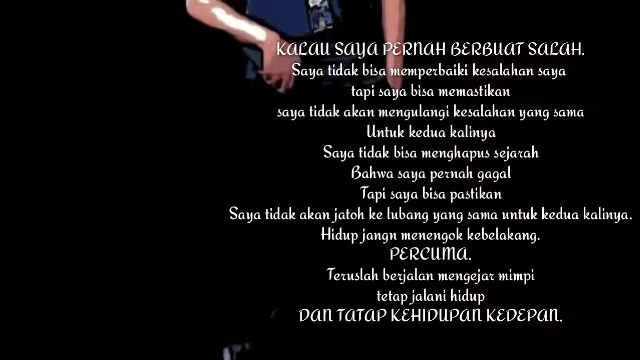 KALAU SAYA PERNAH BERBUAT SALAH.
Saya tidak bisa memperbaiki kesalahan saya
tapi saya bisa memastikan
saya tidak akan mengulangi kesalahan yang sama
Untuk kedua kalinya
Saya tidak bisa menghapus sejarah
Bahwa saya pernah gagal
Tapi saya bisa pastikan
Saya tidak akan jatoh ke lubang yang sama untuk kedua kalinya.
Hidup jangn menengok kebelakang.
PERCUMA.
Teruslah berjalan mengejar mimpi
tetap jalani hidup
DAN TATAP KEHIDUPAN KEDEPAN.